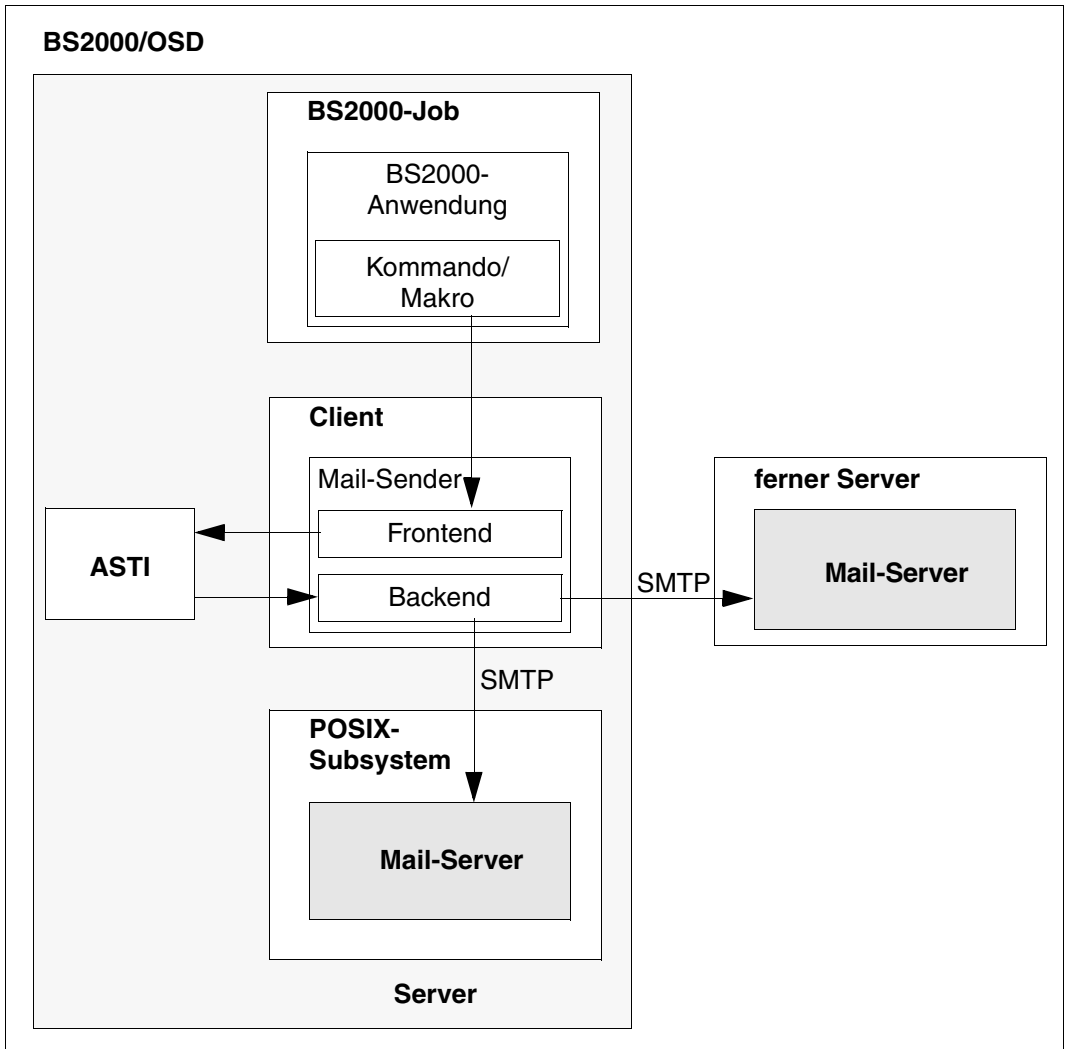 BS2000/OSD
BS2000-Job
BS2000-
Anwendung
Kommando/
Makro
Client
Mail-Sender
Frontend
Backend
ASTI
SMTP
ferner Server
Mail-Server
SMTP
POSIX-
Subsystem
Mail-Server
Server